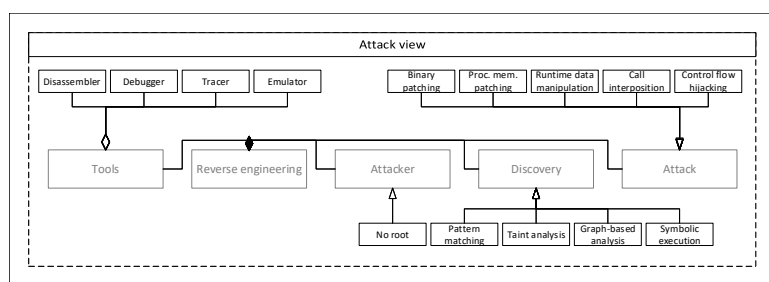 Attack view
Disassembler
Debugger
Tracer
Emulator
Binary
patching
Proc. mem.
patching
Runtime data
manipulation
Call
interposition
Control flow
hijacking
Tools
Reverse engineering
Attacker
Discovery
Attack
No root
Pattern
matching
Taint analysis
Graph-based
analysis
Symbolic
execution